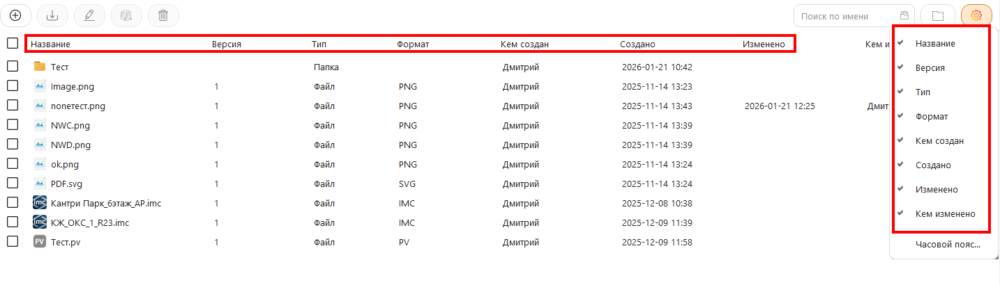 Поиск по имени
Название Версия Тип Формат Кем создан Создано Изменено Кем и
Тест Папка Дмитрий 2026-01-21 10:42
Image.png 1 Файл PNG Дмитрий 2025-11-14 13:23
nonетест.png 1 Файл PNG Дмитрий 2025-11-14 13:43 2026-01-21 12:25 Дмит
NWC.png 1 Файл PNG Дмитрий 2025-11-14 13:39
NWD.png 1 Файл PNG Дмитрий 2025-11-14 13:39
ok.png 1 Файл PNG Дмитрий 2025-11-14 13:24
PDF.svg 1 Файл SVG Дмитрий 2025-11-14 13:24
imc Кантри Парк_6этаж_АР.imc 1 Файл IMC Дмитрий 2025-12-08 10:38
imc КЖ_ОКС_1_R23.imc 1 Файл IMC Дмитрий 2025-12-09 11:39
PV Тест.pv 1 Файл PV Дмитрий 2025-12-09 11:58
Название
Версия
Тип
Формат
Кем создан
Создано
Изменено
Кем изменено
Часовой пояс...